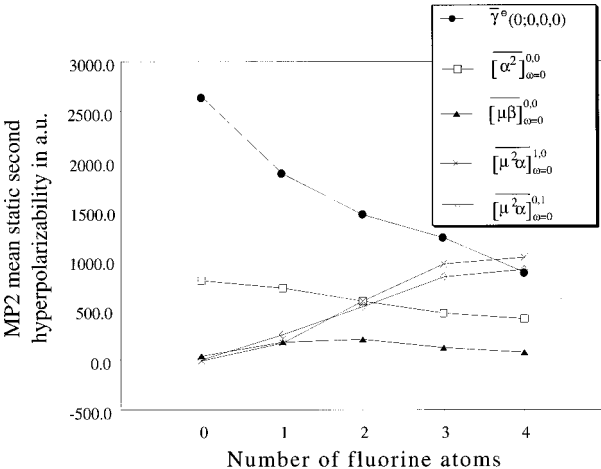 γ̄ᵉ(0;0,0,0)
[α²]⁰,⁰ω=0
[μβ]⁰,⁰ω=0
[μ²α]¹,⁰ω=0
[μ²α]⁰,¹ω=0
MP2 mean static second
hyperpolarizability in a.u.
3000.0
2500.0
2000.0
1500.0
1000.0
500.0
0.0
-500.0
0 1 2 3 4
Number of fluorine atoms